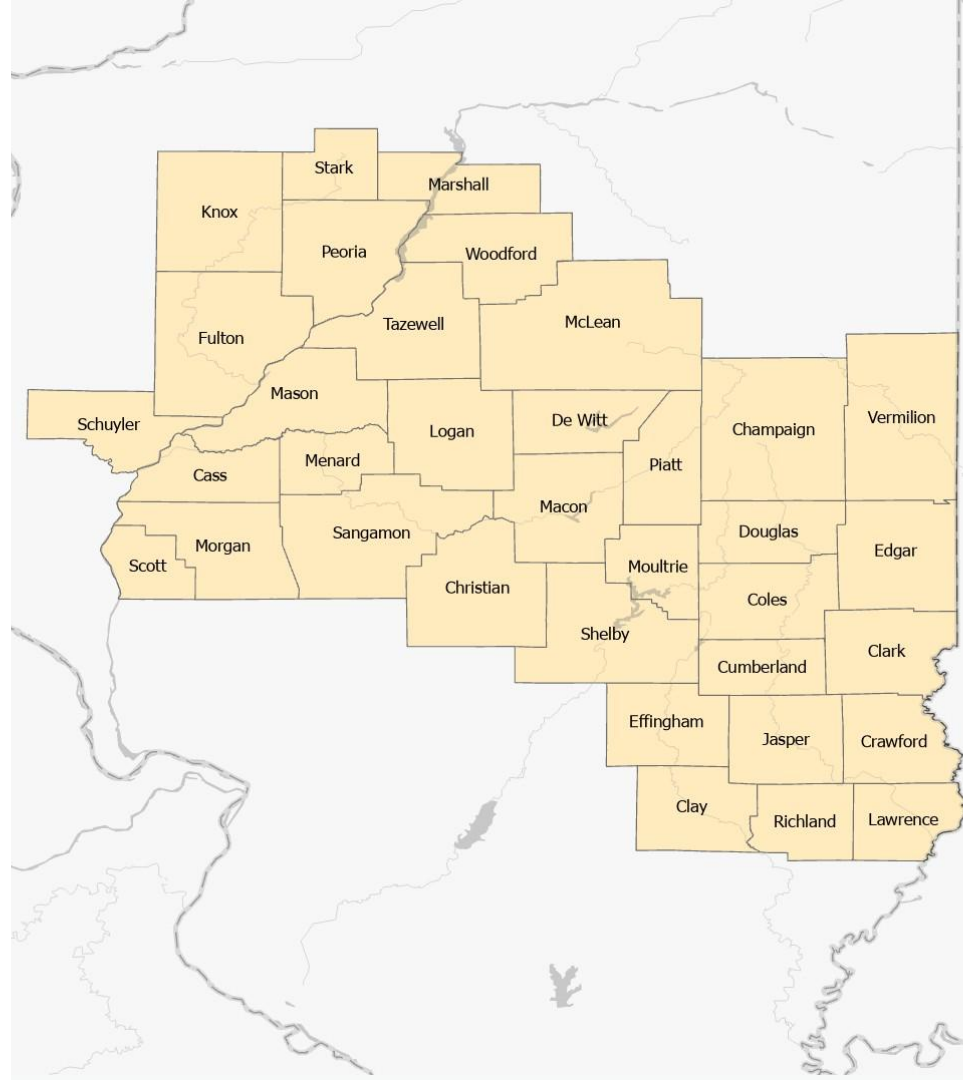 Stark
Marshall
Knox
Peoria
Woodford
McLean
Tazewell
Fulton
Mason
Schuyler
Logan
De Witt
Vermilion
Champaign
Menard
Piatt
Cass
Macon
Sangamon
Douglas
Morgan
Edgar
Scott
Moultrie
Christian
Coles
Shelby
Clark
Cumberland
Effingham
Jasper
Crawford
Clay
Richland
Lawrence